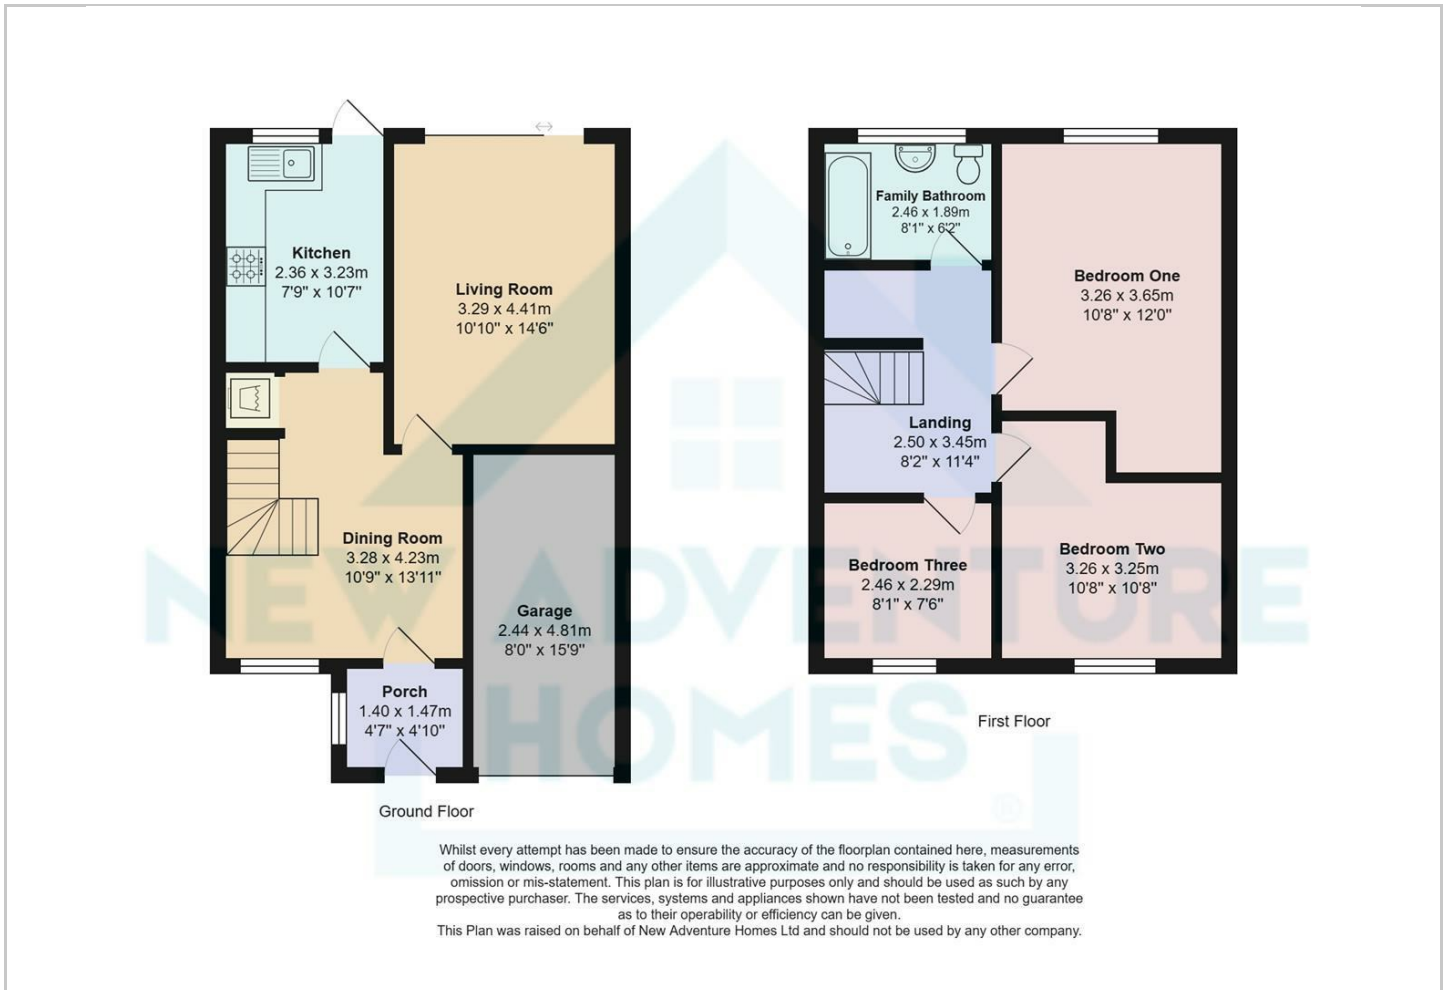 Kitchen
2.36 x 3.23m
7'9" x 10'7"
Living Room
3.29 x 4.41m
10'10" x 14'6"
Dining Room
3.28 x 4.23m
10'9" x 13'11"
Garage
2.44 x 4.81m
8'0" x 15'9"
Porch
1.40 x 1.47m
4'7" x 4'10"
Ground Floor
Family Bathroom
2.46 x 1.89m
8'1" x 6'2"
Bedroom One
3.26 x 3.65m
10'8" x 12'0"
Landing
2.50 x 3.45m
8'2" x 11'4"
Bedroom Two
3.26 x 3.25m
10'8" x 10'8"
Bedroom Three
2.46 x 2.29m
8'1" x 7'6"
First Floor
NEW ADVENTURE
HOMES
®
Whilst every attempt has been made to ensure the accuracy of the floorplan contained here, measurements
of doors, windows, rooms and any other items are approximate and no responsibility is taken for any error,
omission or mis-statement. This plan is for illustrative purposes only and should be used as such by any
prospective purchaser. The services, systems and appliances shown have not been tested and no guarantee
as to their operability or efficiency can be given.
This Plan was raised on behalf of New Adventure Homes Ltd and should not be used by any other company.